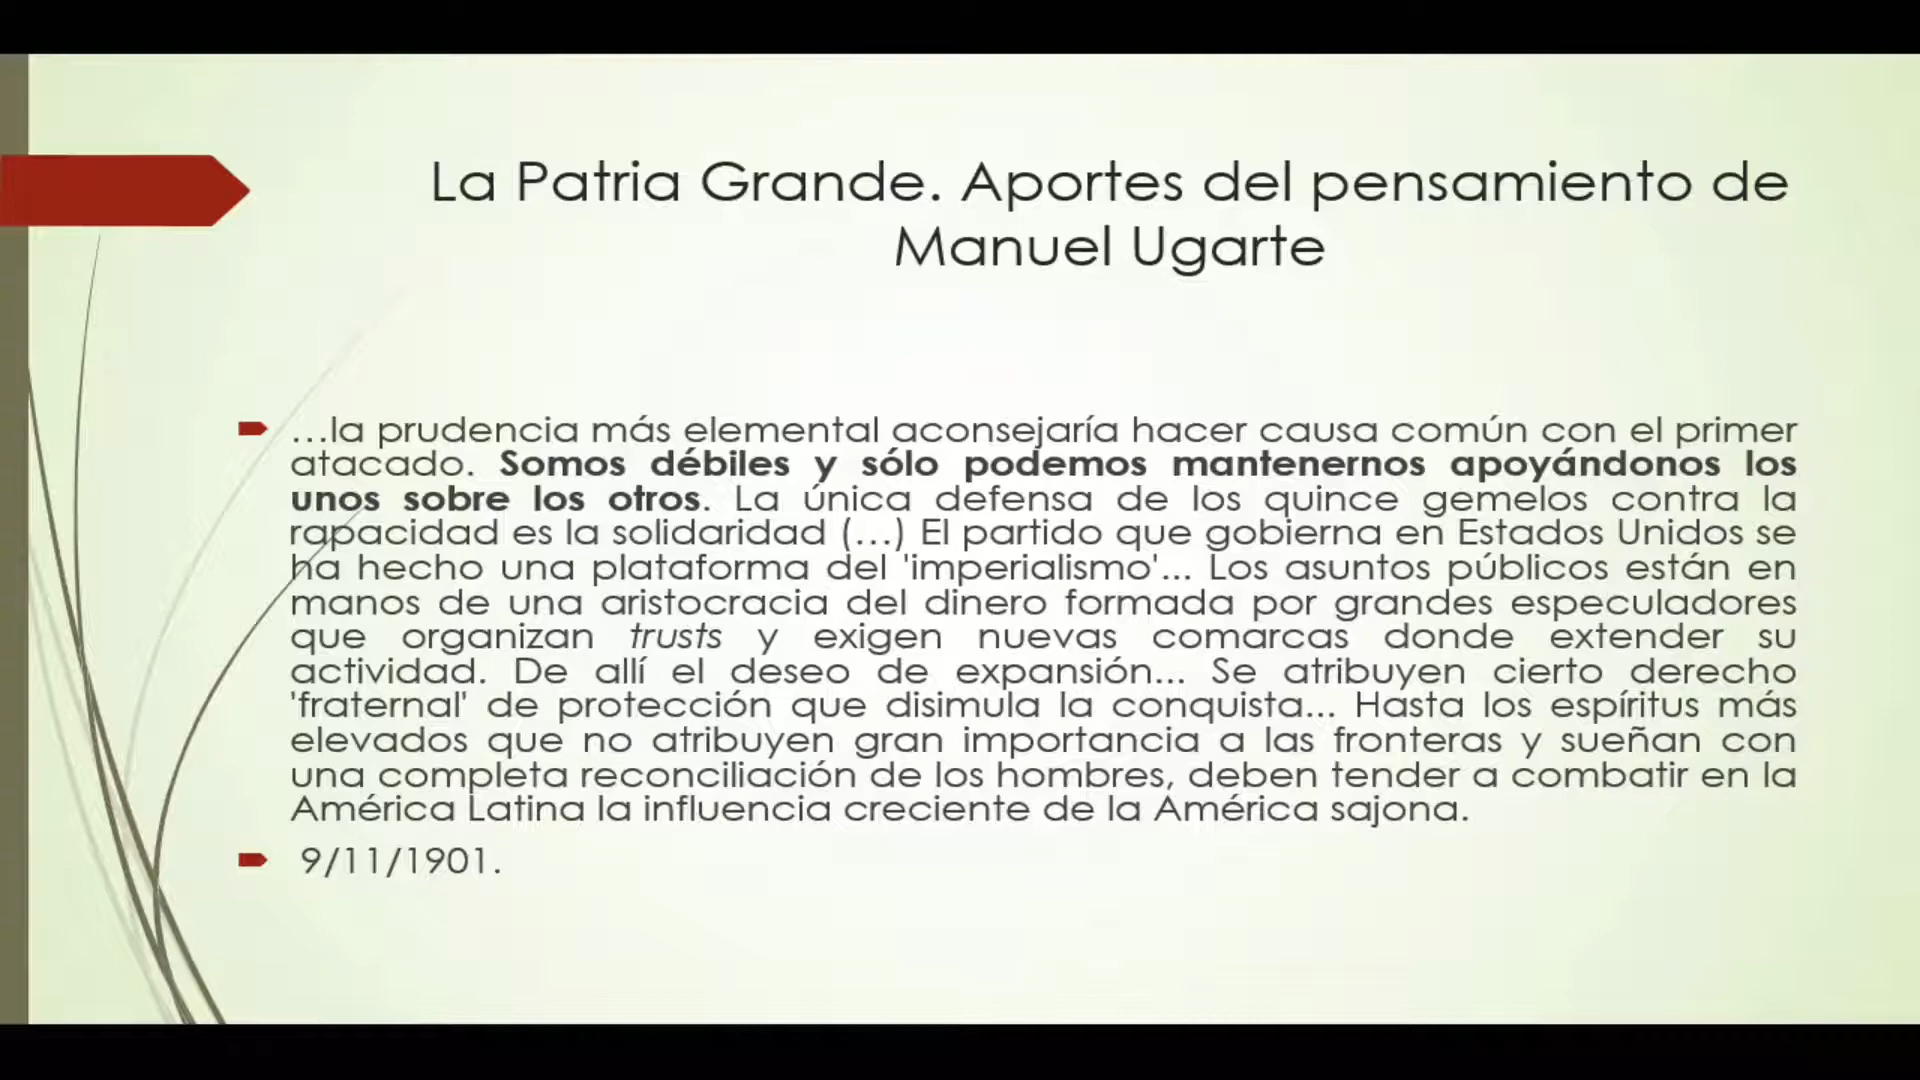 La Patria Grande. Aportes del pensamiento de
Manuel Ugarte
…la prudencia más elemental aconsejaría hacer causa común con el primer
atacado. Somos débiles y sólo podemos mantenernos apoyándonos los
unos sobre los otros. La única defensa de los quince gemelos contra la
rapacidad es la solidaridad (…) El partido que gobierna en Estados Unidos se
ha hecho una plataforma del 'imperialismo'... Los asuntos públicos están en
manos de una aristocracia del dinero formada por grandes especuladores
que organizan trusts y exigen nuevas comarcas donde extender su
actividad. De allí el deseo de expansión... Se atribuyen cierto derecho
'fraternal' de protección que disimula la conquista... Hasta los espíritus más
elevados que no atribuyen gran importancia a las fronteras y sueñan con
una completa reconciliación de los hombres, deben tender a combatir en la
América Latina la influencia creciente de la América sajona.
9/11/1901.